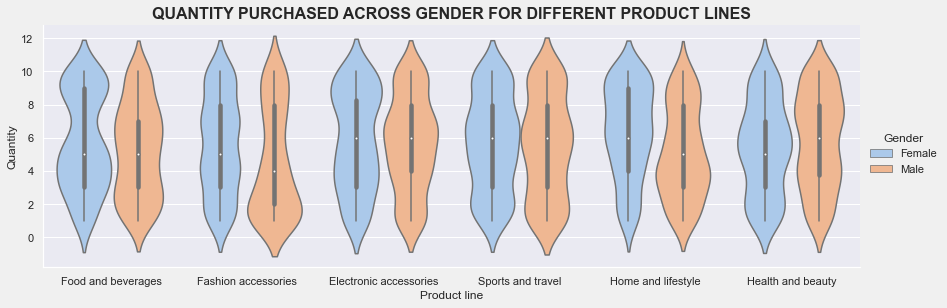 QUANTITY PURCHASED ACROSS GENDER FOR DIFFERENT PRODUCT LINES
12
10
8
6
4
2
0
Quantity
Food and beverages
Fashion accessories
Electronic accessories
Sports and travel
Home and lifestyle
Health and beauty
Product line
Gender
Female
Male